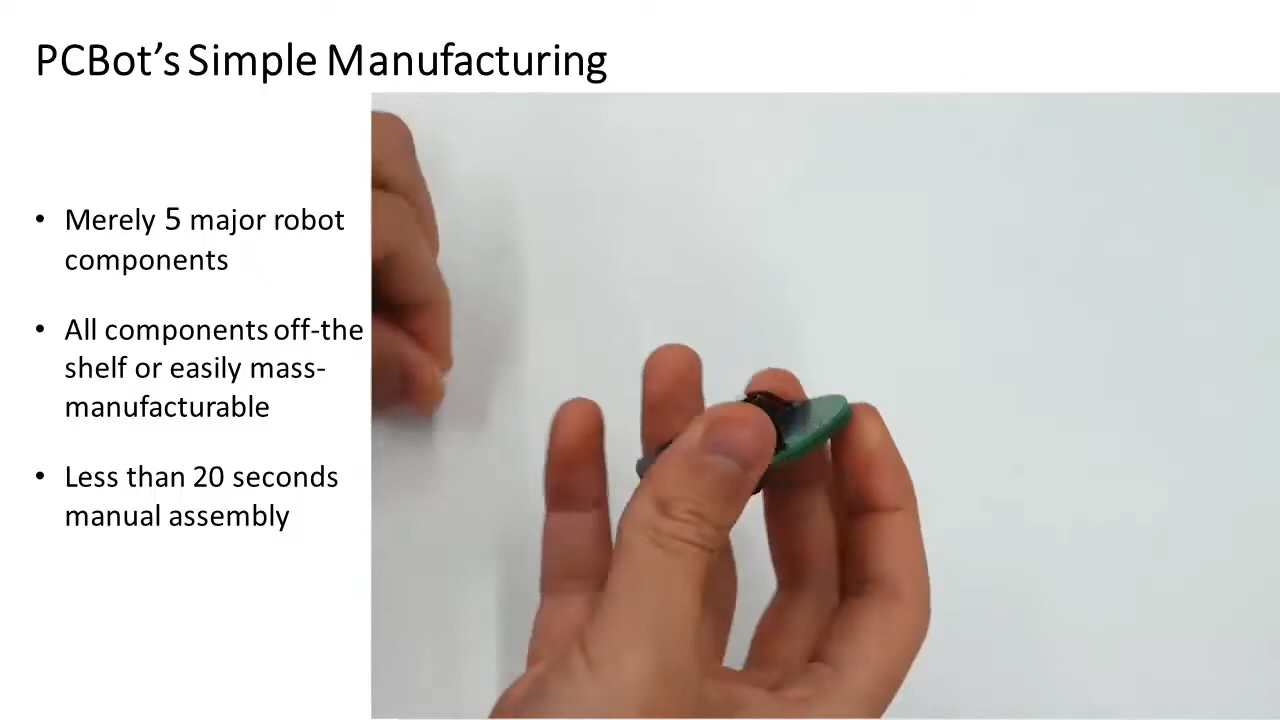 PCBot’s Simple Manufacturing
• Merely 5 major robot
components
• All components off-the
shelf or easily mass-
manufacturable
• Less than 20 seconds
manual assembly